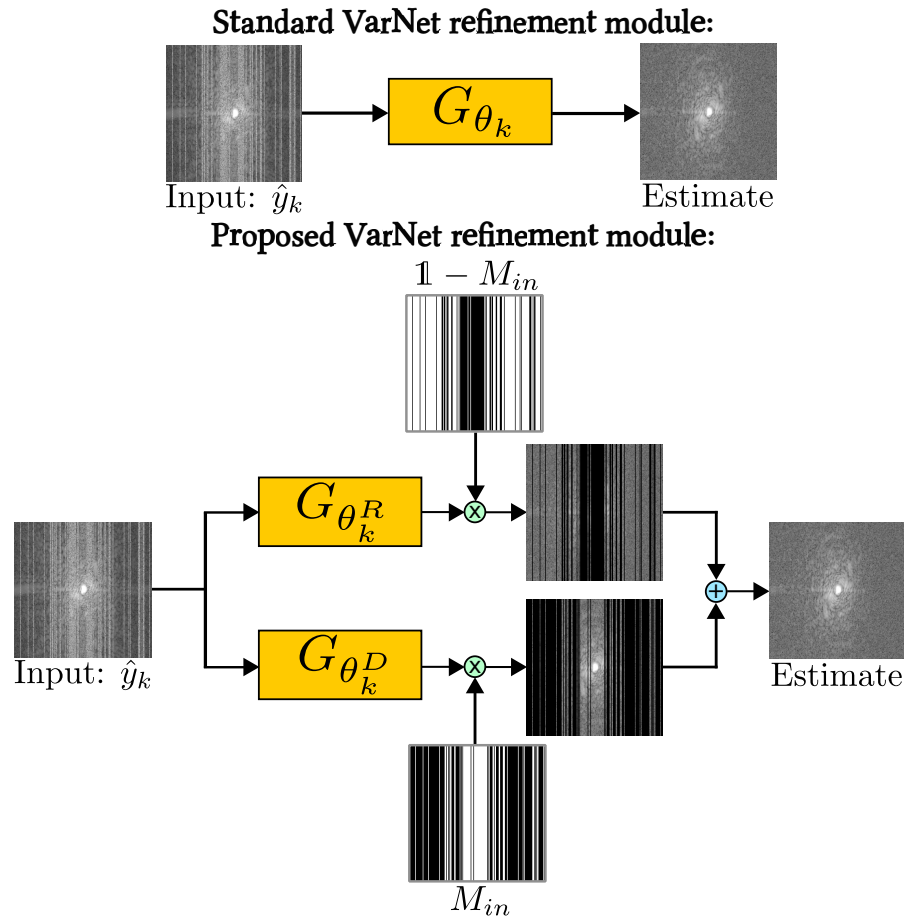 Standard VarNet refinement module:
G_{θ_k}
Input: ŷ_k
Estimate
Proposed VarNet refinement module:
𝟙 − M_{in}
G_{θ_k^R}
x
+
Input: ŷ_k
G_{θ_k^D}
x
Estimate
M_{in}